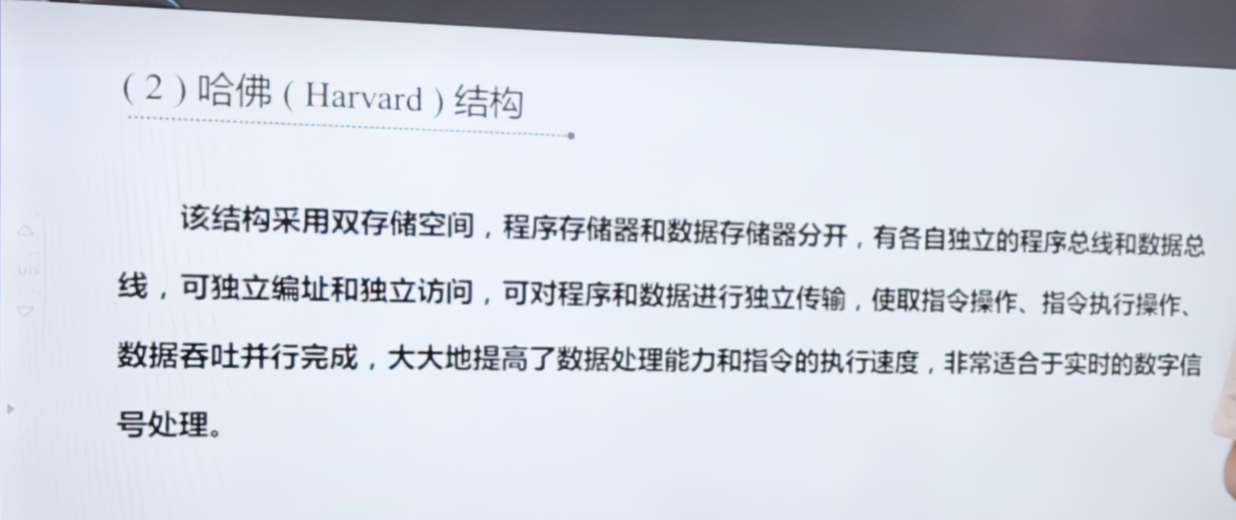 （2）哈佛（Harvard）结构
该结构采用双存储空间，程序存储器和数据存储器分开，有各自独立的程序总线和数据总
线，可独立编址和独立访问，可对程序和数据进行独立传输，使取指令操作、指令执行操作、
数据吞吐并行完成，大大地提高了数据处理能力和指令的执行速度，非常适合于实时的数字信
号处理。